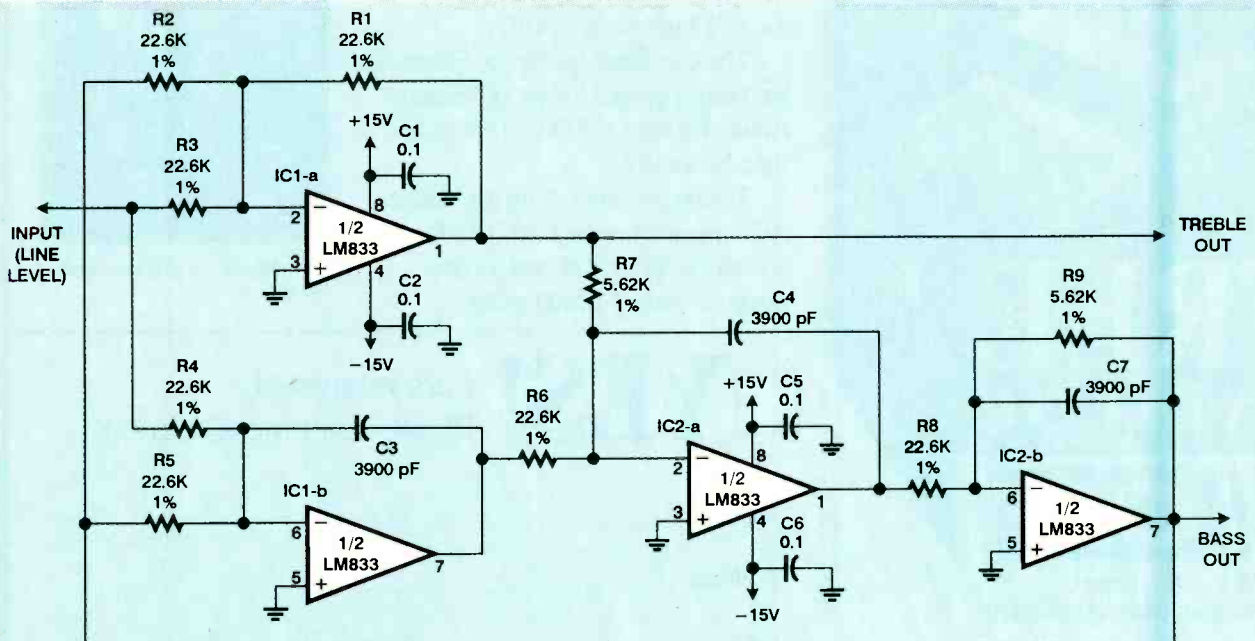 R2
22.6K
1%
R1
22.6K
1%
+15V
C1
0.1
R3
22.6K
1%
IC1-a
8
2
−
1/2
LM833
1
3
+
4
C2
0.1
−15V
INPUT
(LINE
LEVEL)
TREBLE
OUT
R7
5.62K
1%
C4
3900 pF
R9
5.62K
1%
C7
3900 pF
R4
22.6K
1%
C3
3900 pF
R6
22.6K
1%
+15V
C5
0.1
IC2-a
8
2
−
1/2
LM833
1
3
+
4
C6
0.1
−15V
R8
22.6K
1%
IC2-b
6
−
1/2
LM833
7
5
+
BASS
OUT
R5
22.6K
1%
IC1-b
6
−
1/2
LM833
7
5
+